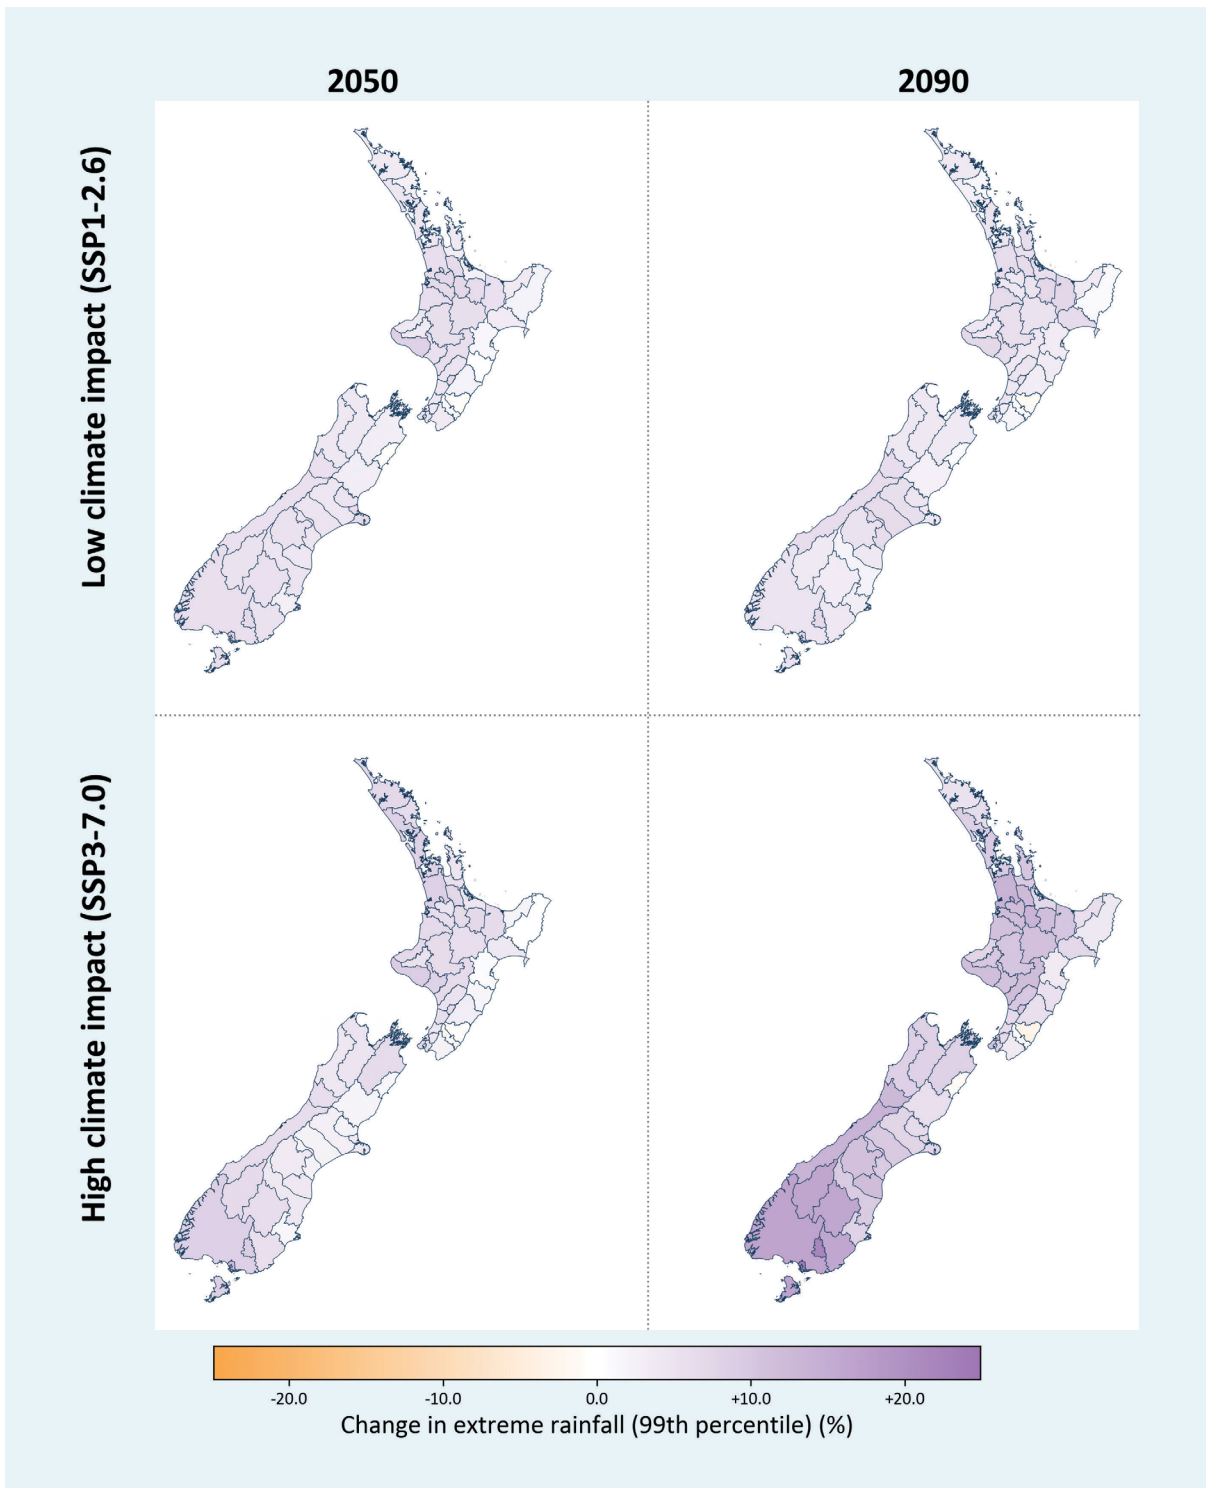 2050
2090
Low climate impact (SSP1-2.6)
High climate impact (SSP3-7.0)
-20.0
-10.0
0.0
+10.0
+20.0
Change in extreme rainfall (99th percentile) (%)